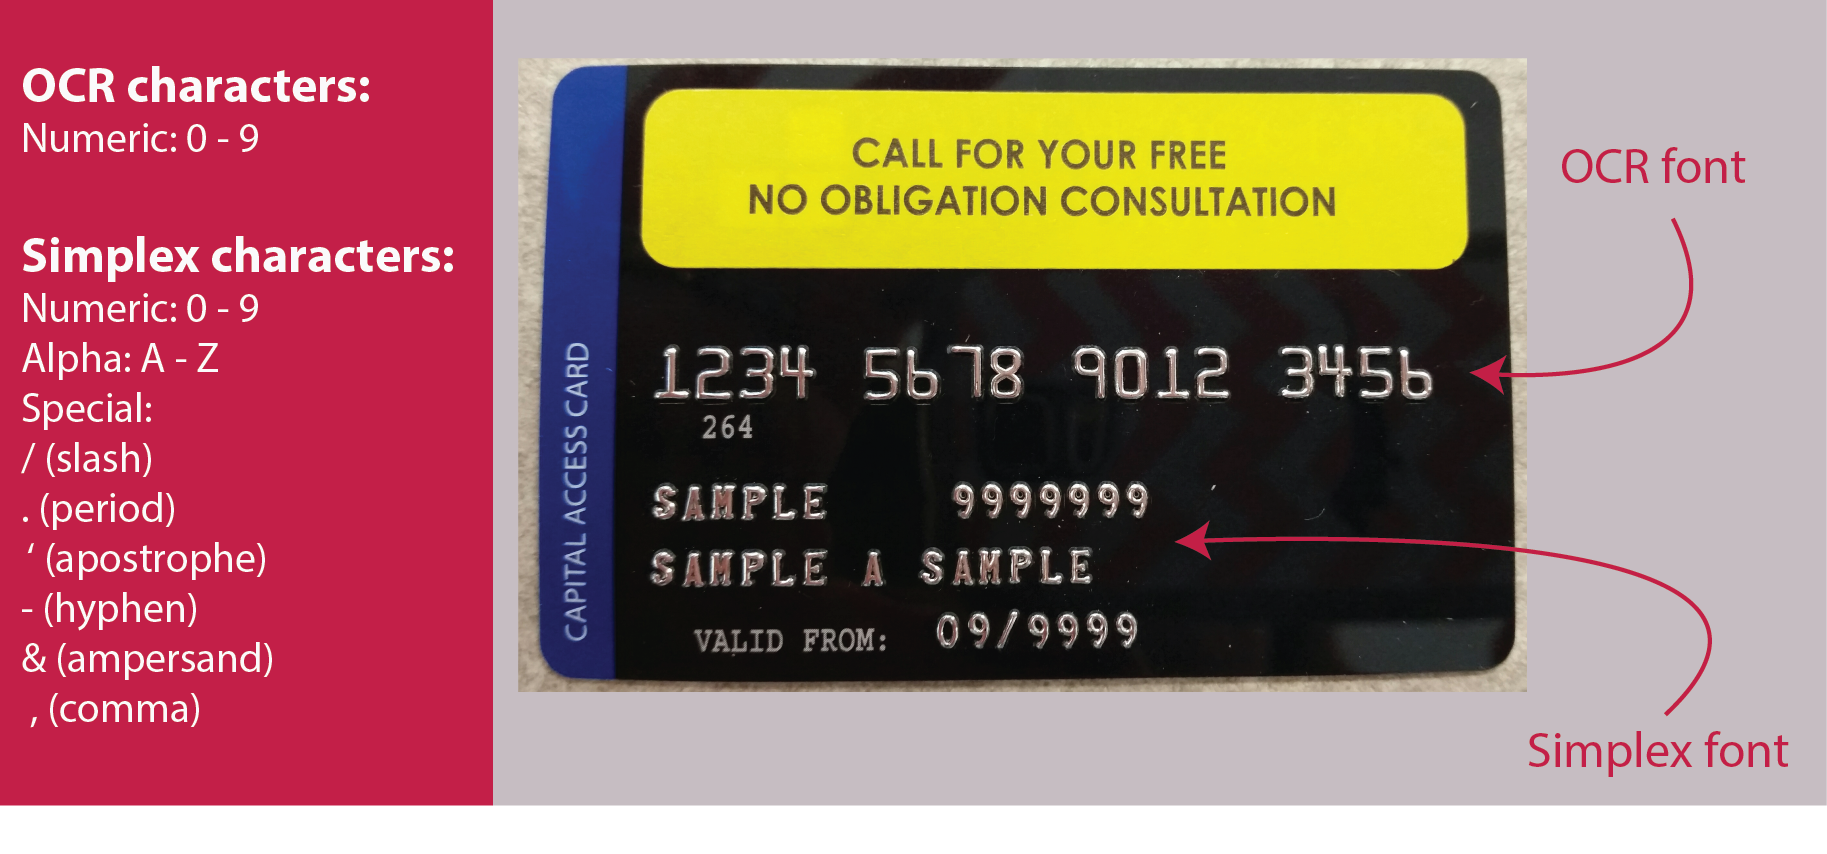 OCR characters:
Numeric: 0 - 9
Simplex characters:
Numeric: 0 - 9
Alpha: A - Z
Special:
/ (slash)
. (period)
‘ (apostrophe)
- (hyphen)
& (ampersand)
, (comma)
CAPITAL ACCESS CARD
CALL FOR YOUR FREE
NO OBLIGATION CONSULTATION
1234 5678 9012 3456
264
SAMPLE 9999999
SAMPLE A SAMPLE
VALID FROM: 09/9999
OCR font
Simplex font